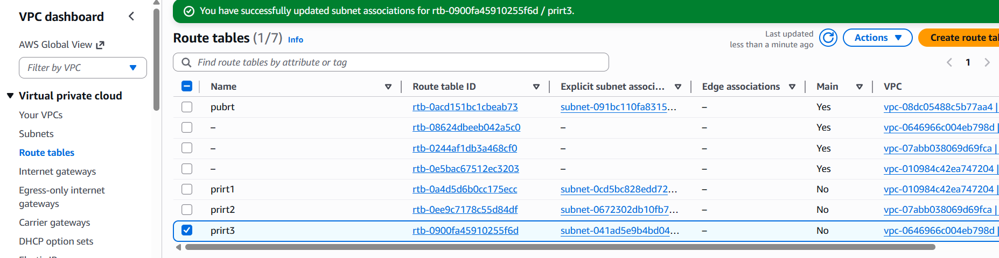 VPC dashboard
AWS Global View
Filter by VPC
Virtual private cloud
Your VPCs
Subnets
Route tables
Internet gateways
Egress-only internet
gateways
Carrier gateways
DHCP option sets
You have successfully updated subnet associations for rtb-0900fa45910255f6d / prirt3.
Route tables (1/7) Info
Last updated
less than a minute ago
Actions
Create route tal
Find route tables by attribute or tag
1
Name Route table ID Explicit subnet associ... Edge associations Main VPC
pubrt rtb-0acd151bc1cbeab73 subnet-091bc110fa8315... – Yes vpc-08dc05488c5b77aa4 |
– rtb-08624dbeeb042a5c0 – – Yes vpc-0646966c004eb798d |
– rtb-0244af1db3a468cf0 – – Yes vpc-07abb038069d69fca |
– rtb-0e5bac67512ec3203 – – Yes vpc-010984c42ea747204 |
prirt1 rtb-0a4d5d6b0cc175ecc subnet-0cd5bc828edd72... – No vpc-010984c42ea747204 |
prirt2 rtb-0ee9c7178c55d84df subnet-0672302db10fb7... – No vpc-07abb038069d69fca |
prirt3 rtb-0900fa45910255f6d subnet-041ad5e9b4bd04... – No vpc-0646966c004eb798d |